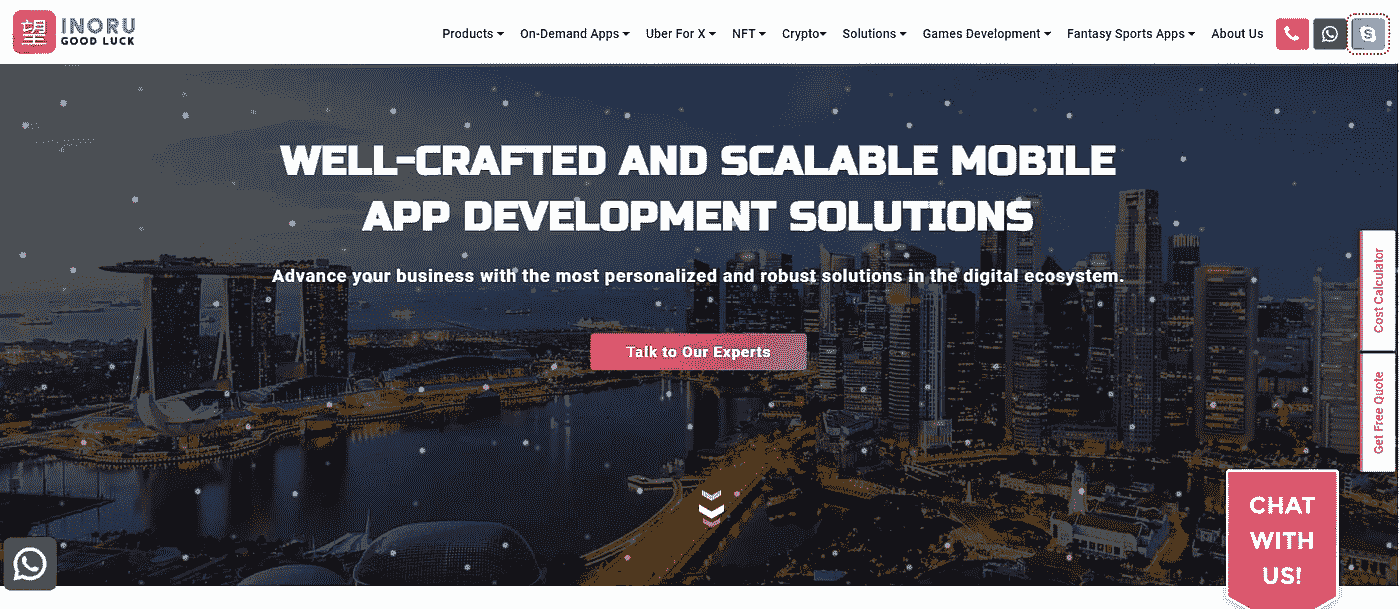 望 INORU
GOOD LUCK
Products On-Demand Apps Uber For X NFT Crypto Solutions Games Development Fantasy Sports Apps About Us
WELL-CRAFTED AND SCALABLE MOBILE
APP DEVELOPMENT SOLUTIONS
Advance your business with the most personalized and robust solutions in the digital ecosystem.
Talk to Our Experts
Cost Calculator
Get Free Quote
CHAT
WITH
US!